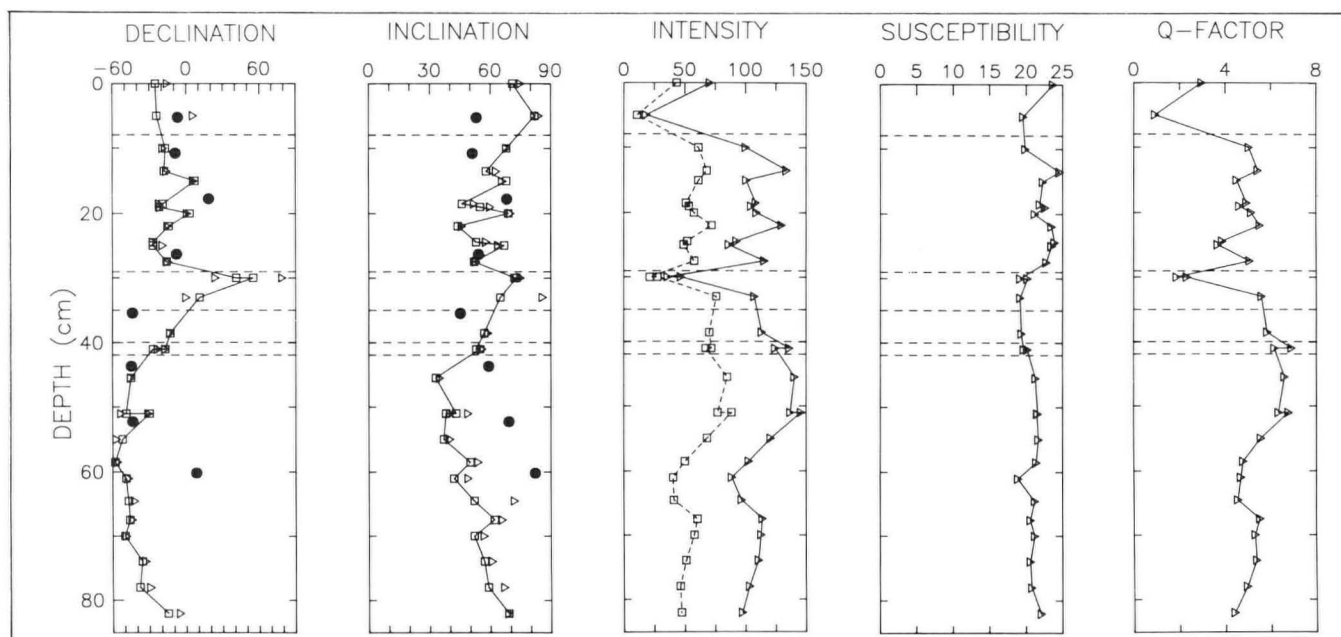 DECLINATION INCLINATION INTENSITY SUSCEPTIBILITY Q-FACTOR
-60 0 60 0 30 60 90 0 50 100 150 0 5 10 15 20 25 0 4 8
0
20
40
60
80
DEPTH (cm)